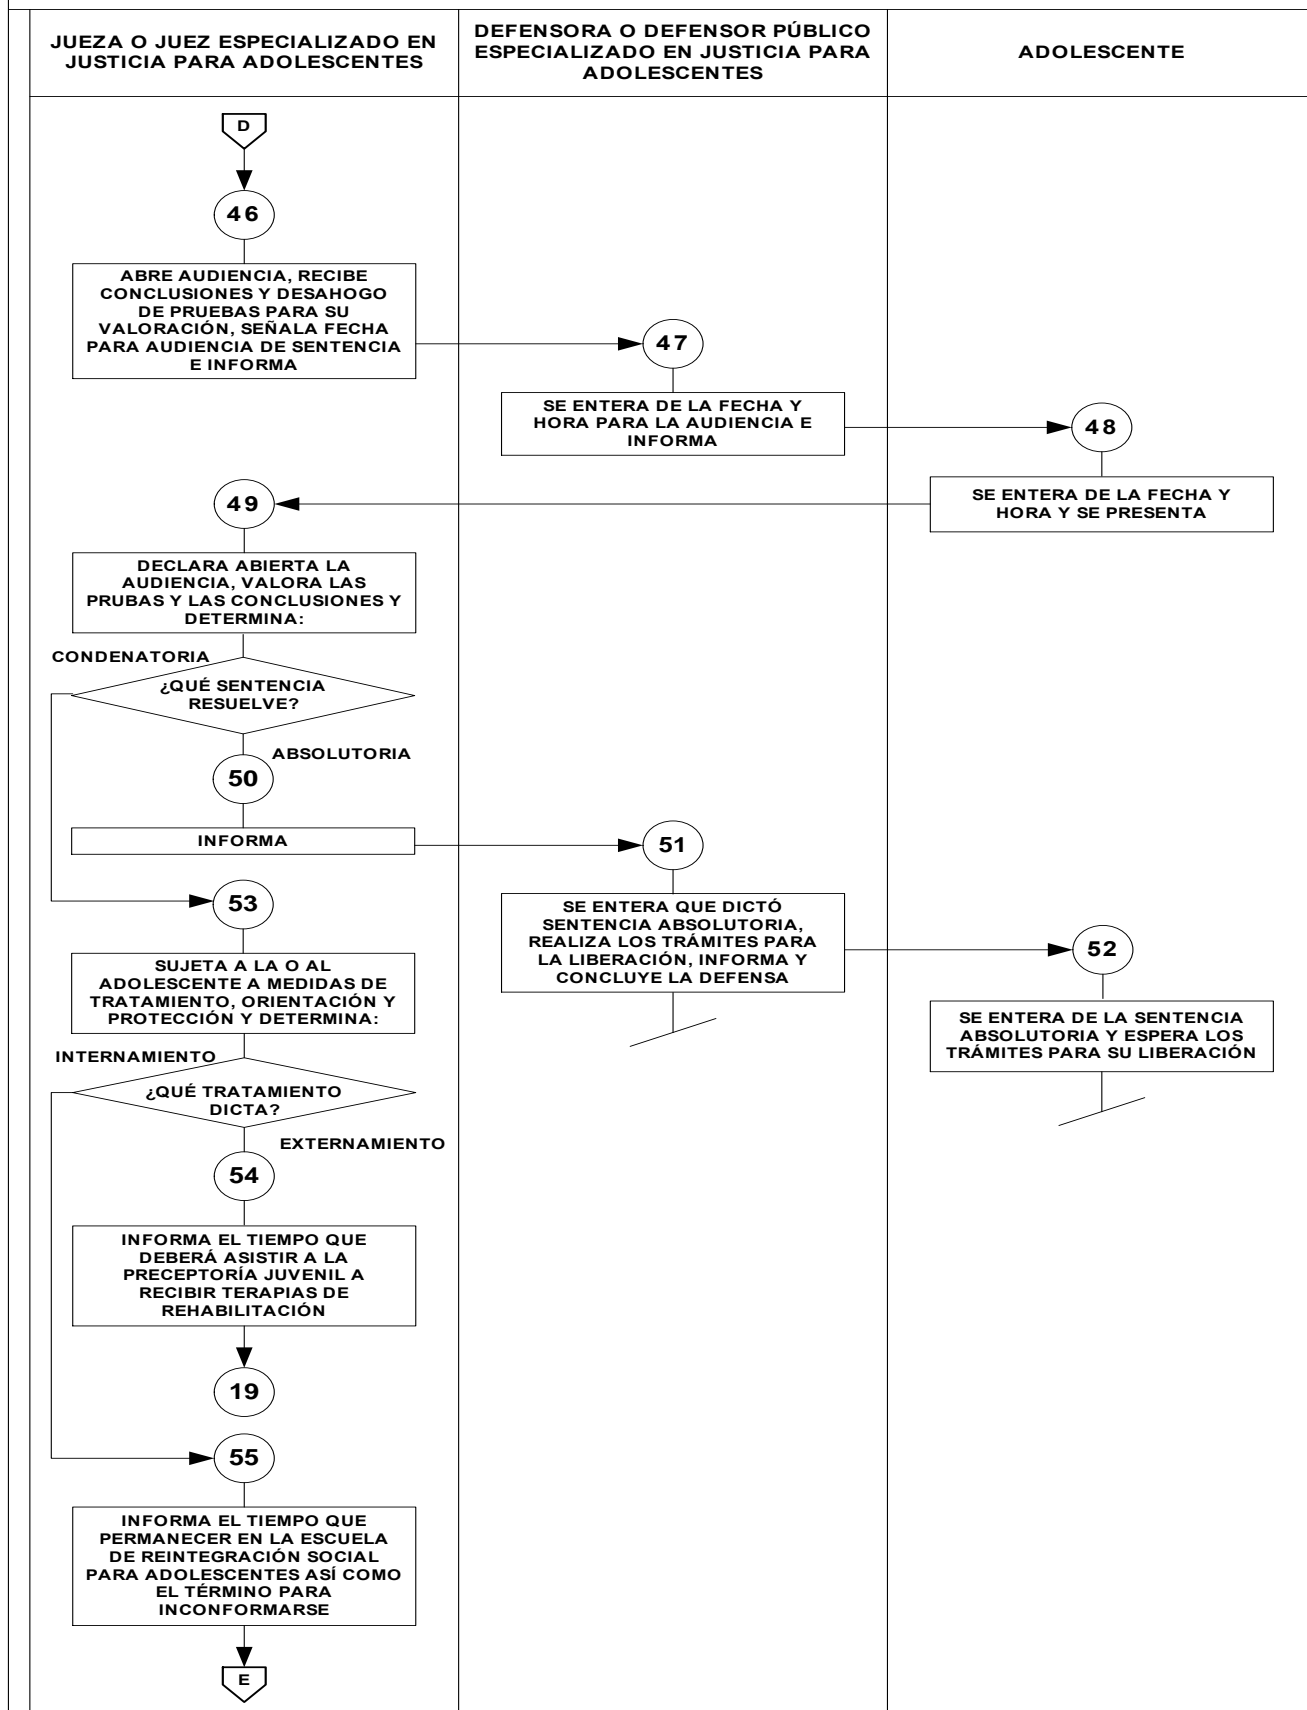 JUEZA O JUEZ ESPECIALIZADO EN
JUSTICIA PARA ADOLESCENTES
DEFENSORA O DEFENSOR PÚBLICO
ESPECIALIZADO EN JUSTICIA PARA
ADOLESCENTES
ADOLESCENTE
D
46
ABRE AUDIENCIA, RECIBE
CONCLUSIONES Y DESAHOGO
DE PRUEBAS PARA SU
VALORACIÓN, SEÑALA FECHA
PARA AUDIENCIA DE SENTENCIA
E INFORMA
47
SE ENTERA DE LA FECHA Y
HORA PARA LA AUDIENCIA E
INFORMA
48
SE ENTERA DE LA FECHA Y
HORA Y SE PRESENTA
49
DECLARA ABIERTA LA
AUDIENCIA, VALORA LAS
PRUBAS Y LAS CONCLUSIONES Y
DETERMINA:
CONDENATORIA
¿QUÉ SENTENCIA
RESUELVE?
ABSOLUTORIA
50
INFORMA
51
SE ENTERA QUE DICTÓ
SENTENCIA ABSOLUTORIA,
REALIZA LOS TRÁMITES PARA
LA LIBERACIÓN, INFORMA Y
CONCLUYE LA DEFENSA
52
SE ENTERA DE LA SENTENCIA
ABSOLUTORIA Y ESPERA LOS
TRÁMITES PARA SU LIBERACIÓN
53
SUJETA A LA O AL
ADOLESCENTE A MEDIDAS DE
TRATAMIENTO, ORIENTACIÓN Y
PROTECCIÓN Y DETERMINA:
INTERNAMIENTO
¿QUÉ TRATAMIENTO
DICTA?
EXTERNAMIENTO
54
INFORMA EL TIEMPO QUE
DEBERÁ ASISTIR A LA
PRECEPTORÍA JUVENIL A
RECIBIR TERAPIAS DE
REHABILITACIÓN
19
55
INFORMA EL TIEMPO QUE
PERMANECER EN LA ESCUELA
DE REINTEGRACIÓN SOCIAL
PARA ADOLESCENTES ASÍ COMO
EL TÉRMINO PARA
INCONFORMARSE
E